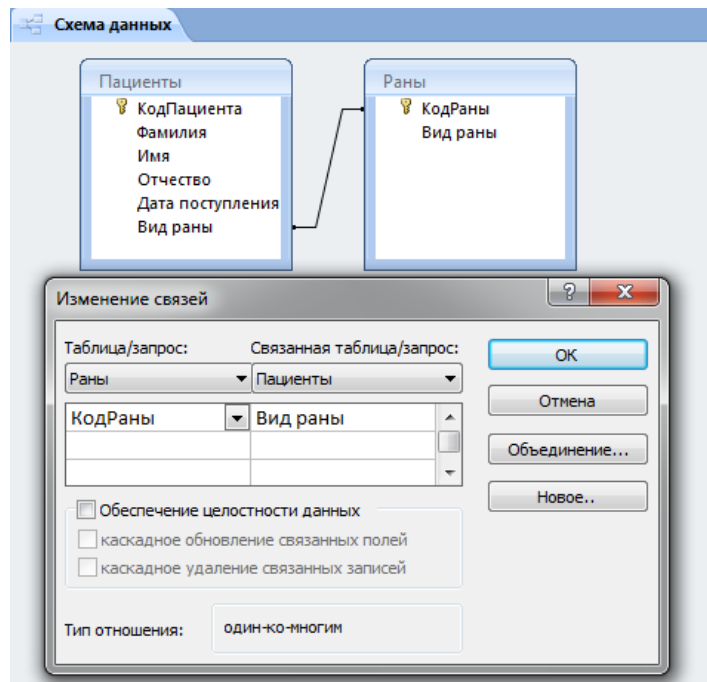 Схема данных
Пациенты
КодПациента
Фамилия
Имя
Отчество
Дата поступления
Вид раны
Раны
КодРаны
Вид раны
Изменение связей
Таблица/запрос: Связанная таблица/запрос:
Раны Пациенты
КодРаны Вид раны
Обеспечение целостности данных
каскадное обновление связанных полей
каскадное удаление связанных записей
Тип отношения: один-ко-многим
ОК
Отмена
Объединение...
Новое..